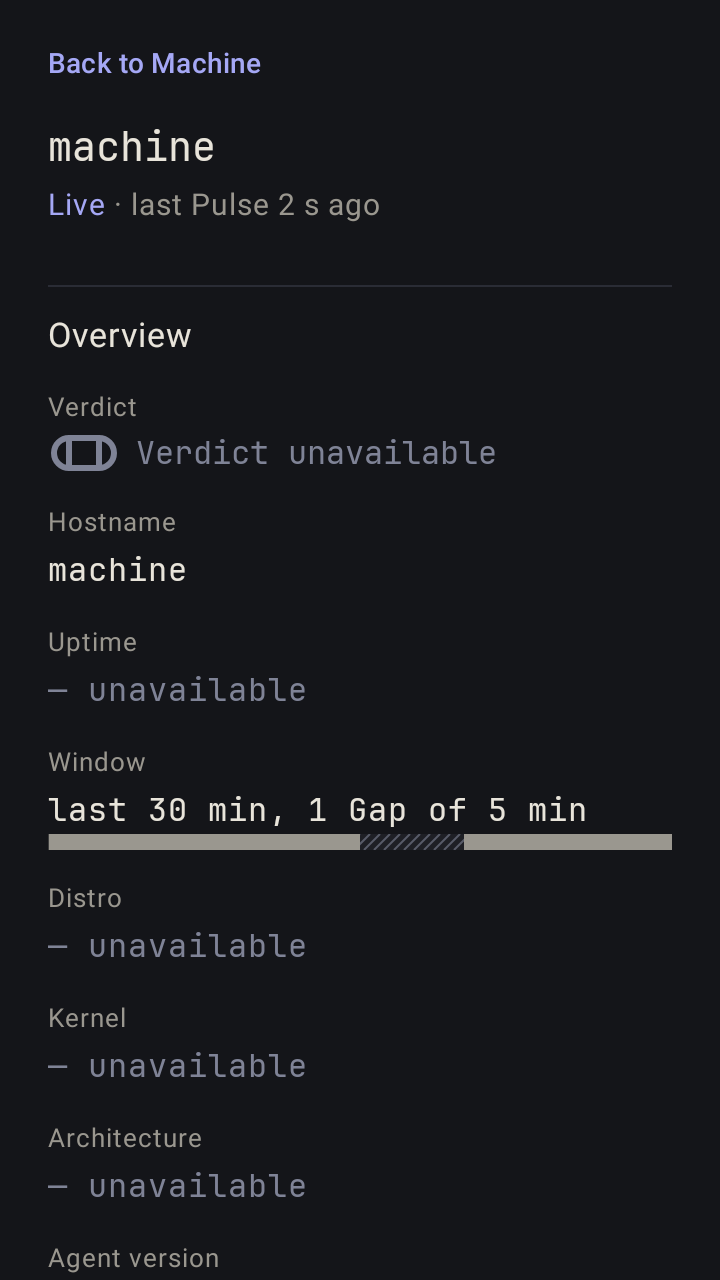 Back to Machine
machine
Live · last Pulse 2 s ago
Overview
Verdict
Verdict unavailable
Hostname
machine
Uptime
— unavailable
Window
last 30 min, 1 Gap of 5 min
Distro
— unavailable
Kernel
— unavailable
Architecture
— unavailable
Agent version